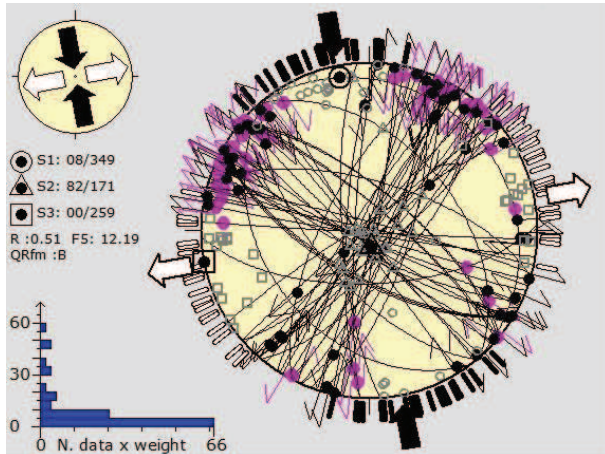 S1: 08/349
S2: 82/171
S3: 00/259
R :0.51 F5: 12.19
QRfm :B
60
30
0
0 N. data x weight 66